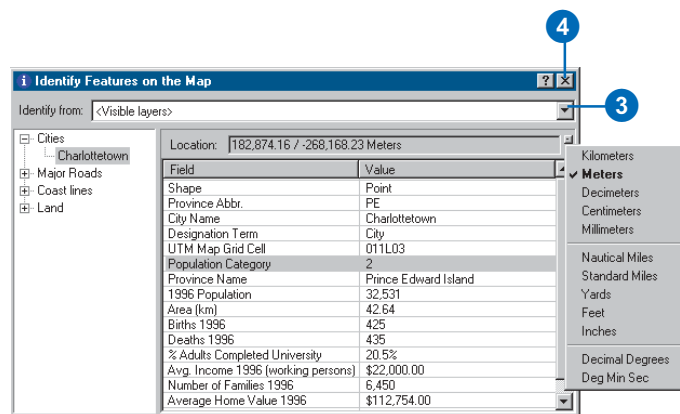 4
Identify Features on the Map
Identify from: <Visible layers>
3
Cities
Charlottetown
Major Roads
Coast lines
Land
Location: 182,874.16 / -268,168.23 Meters
Field Value
Shape Point
Province Abbr. PE
City Name Charlottetown
Designation Term City
UTM Map Grid Cell 011L03
Population Category 2
Province Name Prince Edward Island
1996 Population 32,531
Area (km) 42.64
Births 1996 425
Deaths 1996 435
% Adults Completed University 20.5%
Avg. Income 1996 (working persons) $22,000.00
Number of Families 1996 6,450
Average Home Value 1996 $112,754.00
Kilometers
Meters
Decimeters
Centimeters
Millimeters
Nautical Miles
Standard Miles
Yards
Feet
Inches
Decimal Degrees
Deg Min Sec